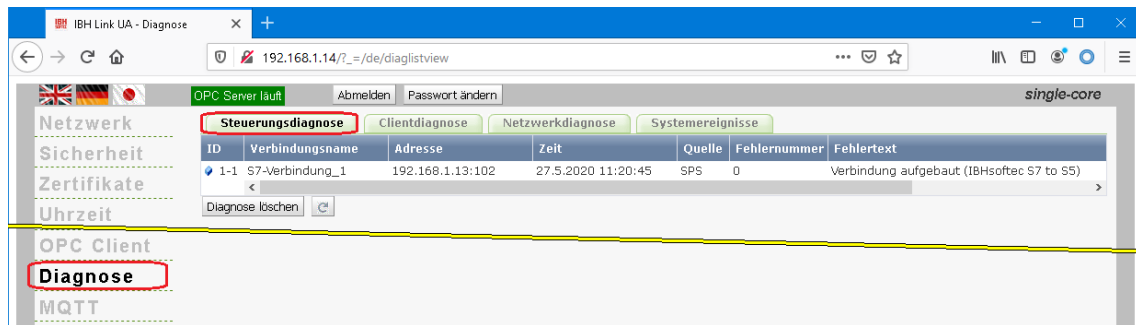 IBH Link UA - Diagnose
192.168.1.14/?_=/de/diaglistview
OPC Server läuft Abmelden Passwort ändern single-core
Netzwerk
Sicherheit
Zertifikate
Uhrzeit
OPC Client
Diagnose
MQTT
Steuerungsdiagnose Clientdiagnose Netzwerkdiagnose Systemereignisse
ID Verbindungsname Adresse Zeit Quelle Fehlernummer Fehlertext
1-1 S7-Verbindung_1 192.168.1.13:102 27.5.2020 11:20:45 SPS 0 Verbindung aufgebaut (IBHsoftec S7 to S5)
Diagnose löschen